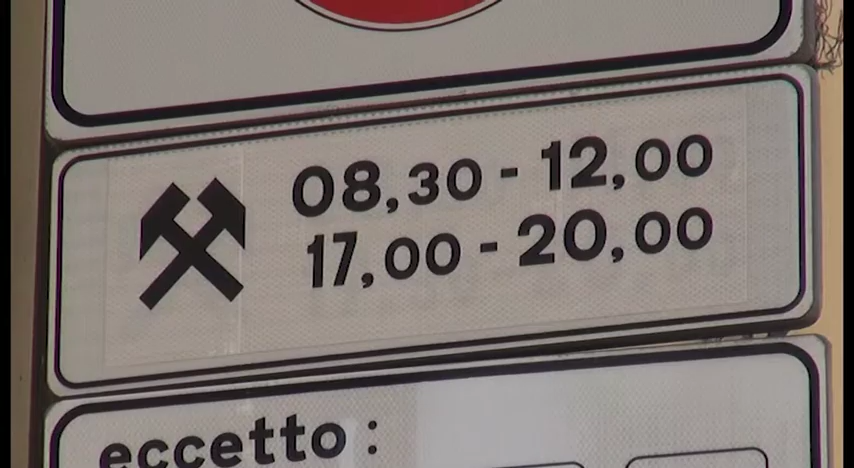 08,30 - 12,00
17,00 - 20,00
eccetto :